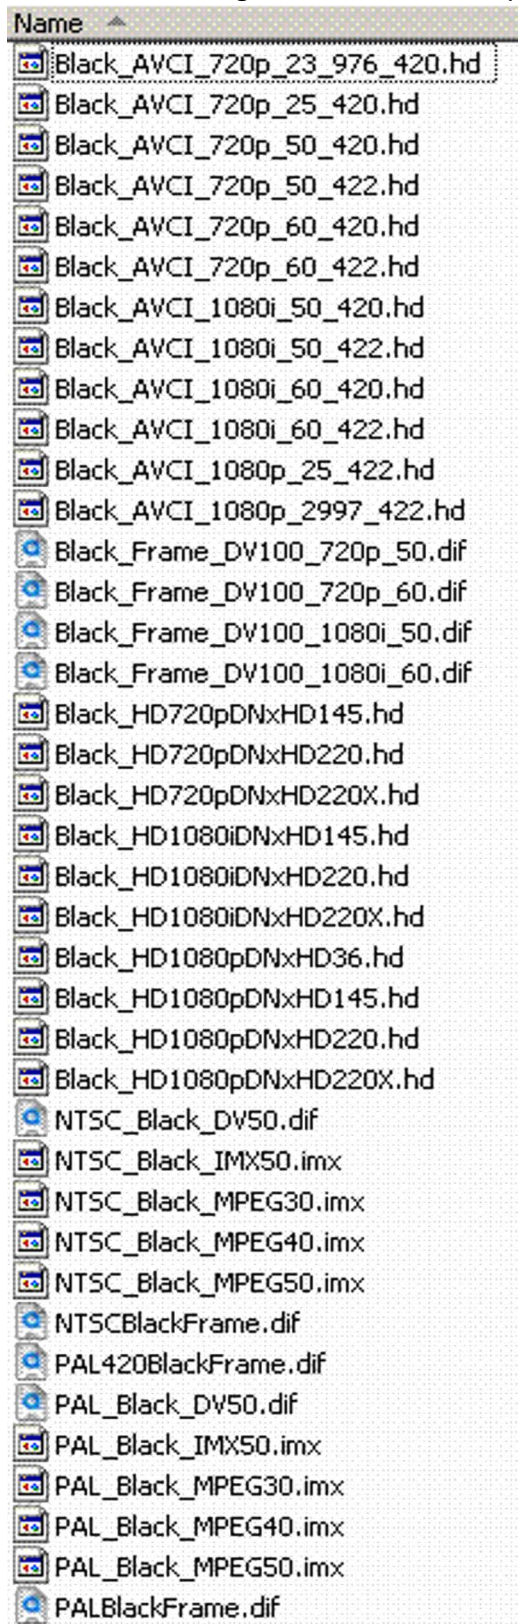 Name
Black_AVCI_720p_23_976_420.hd
Black_AVCI_720p_25_420.hd
Black_AVCI_720p_50_420.hd
Black_AVCI_720p_50_422.hd
Black_AVCI_720p_60_420.hd
Black_AVCI_720p_60_422.hd
Black_AVCI_1080i_50_420.hd
Black_AVCI_1080i_50_422.hd
Black_AVCI_1080i_60_420.hd
Black_AVCI_1080i_60_422.hd
Black_AVCI_1080p_25_422.hd
Black_AVCI_1080p_2997_422.hd
Black_Frame_DV100_720p_50.dif
Black_Frame_DV100_720p_60.dif
Black_Frame_DV100_1080i_50.dif
Black_Frame_DV100_1080i_60.dif
Black_HD720pDNxHD145.hd
Black_HD720pDNxHD220.hd
Black_HD720pDNxHD220X.hd
Black_HD1080iDNxHD145.hd
Black_HD1080iDNxHD220.hd
Black_HD1080iDNxHD220X.hd
Black_HD1080pDNxHD36.hd
Black_HD1080pDNxHD145.hd
Black_HD1080pDNxHD220.hd
Black_HD1080pDNxHD220X.hd
NTSC_Black_DV50.dif
NTSC_Black_IMX50.imx
NTSC_Black_MPEG30.imx
NTSC_Black_MPEG40.imx
NTSC_Black_MPEG50.imx
NTSCBlackFrame.dif
PAL420BlackFrame.dif
PAL_Black_DV50.dif
PAL_Black_IMX50.imx
PAL_Black_MPEG30.imx
PAL_Black_MPEG40.imx
PAL_Black_MPEG50.imx
PALBlackFrame.dif